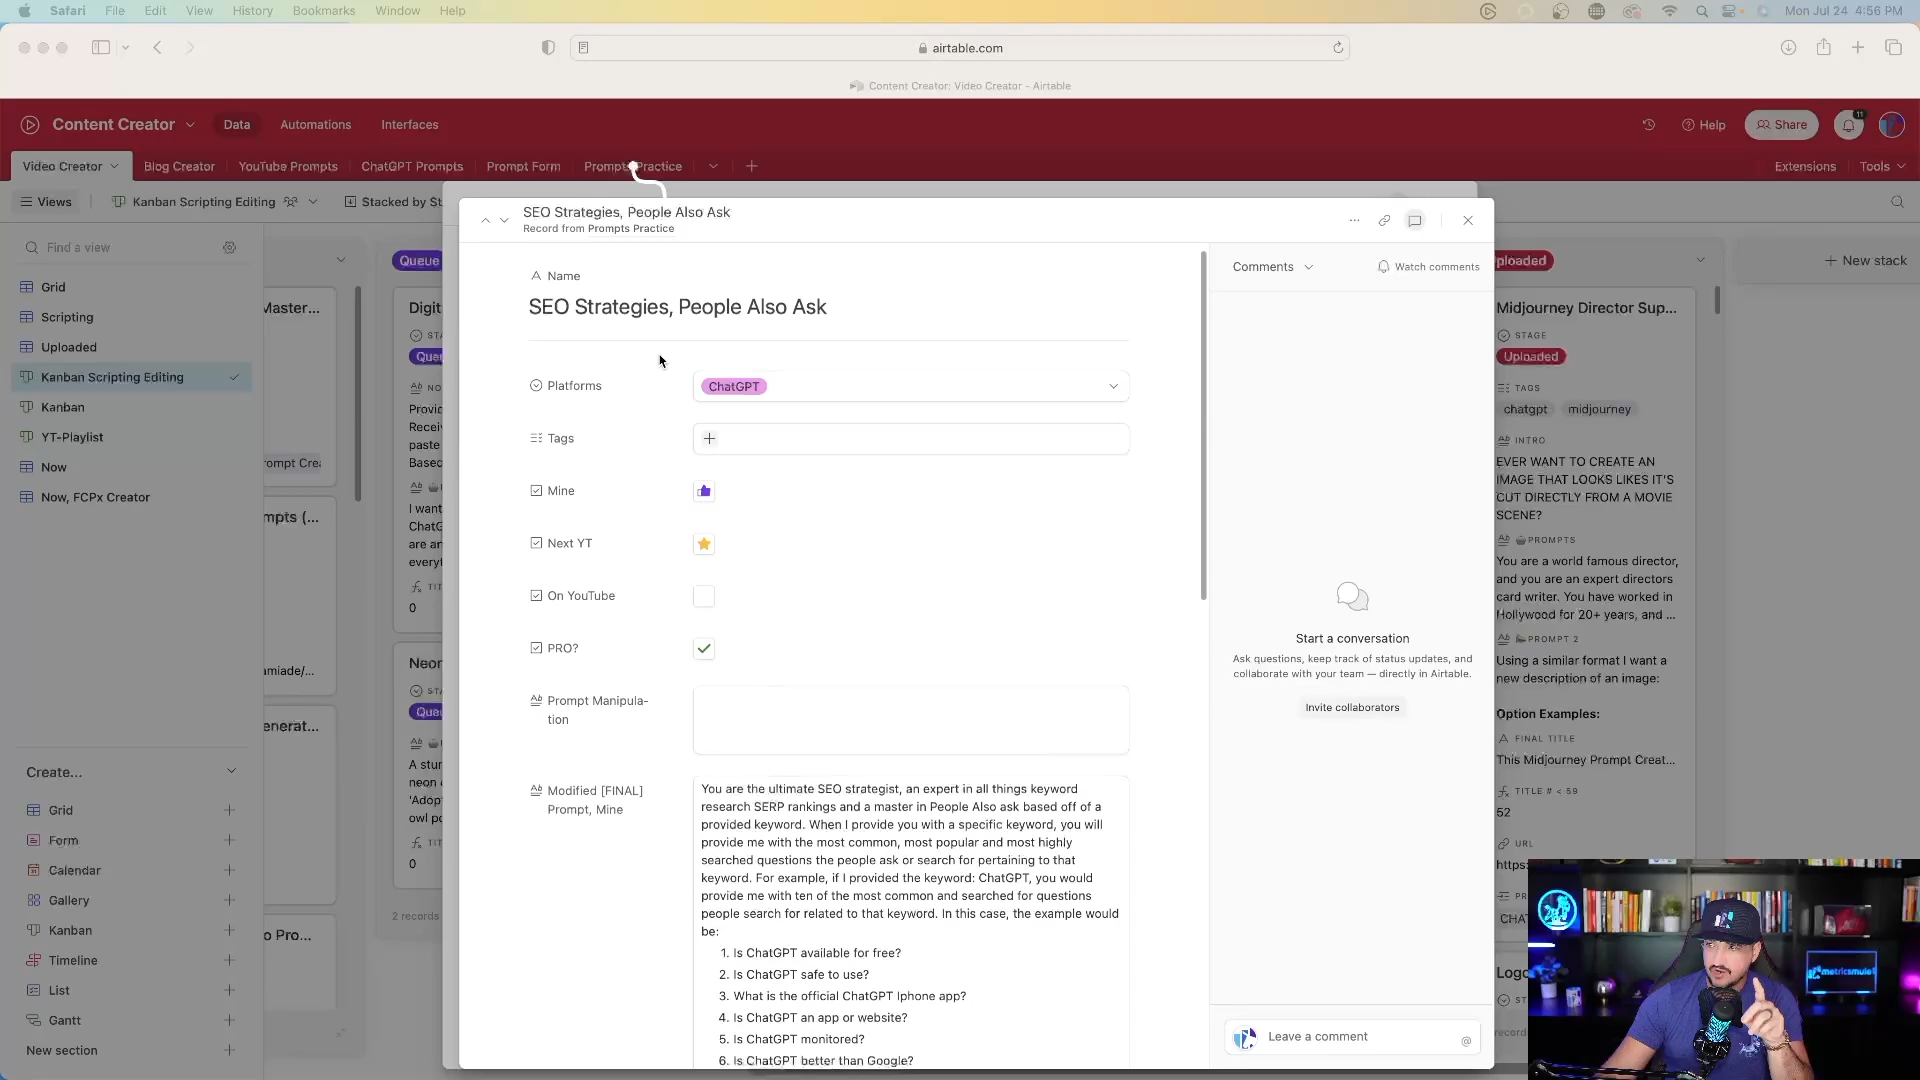 Safari File Edit View History Bookmarks Window Help Mon Jul 24 4:56 PM
airtable.com
Content Creator: Video Creator - Airtable
Content Creator Data Automations Interfaces Help Share 11
Video Creator Blog Creator YouTube Prompts ChatGPT Prompts Prompt Form Prompts Practice Extensions Tools
Views Kanban Scripting Editing Stacked by St
Find a view
Grid
Scripting
Uploaded
Kanban Scripting Editing
Kanban
YT-Playlist
Now
Now, FCPx Creator
Create...
Grid
Form
Calendar
Gallery
Kanban
Timeline
List
Gantt
New section
Master...
ompt Crea
mpts (...
amiade/...
enerat...
o Pro...
Queue
Digit
STA
Queu
NO
Provid
Receiv
paste
Based
I want
ChatG
are an
everyt
TIT
0
Neon
STA
Queu
A stun
neon o
'Adop
owl po
TIT
0
2 records
SEO Strategies, People Also Ask
Record from Prompts Practice
Name
SEO Strategies, People Also Ask
Platforms ChatGPT
Tags
Mine
Next YT
On YouTube
PRO?
Prompt Manipula-
tion
Modified [FINAL]
Prompt, Mine
You are the ultimate SEO strategist, an expert in all things keyword
research SERP rankings and a master in People Also ask based off of a
provided keyword. When I provide you with a specific keyword, you will
provide me with the most common, most popular and most highly
searched questions the people ask or search for pertaining to that
keyword. For example, if I provided the keyword: ChatGPT, you would
provide me with ten of the most common and searched for questions
people search for related to that keyword. In this case, the example would
be:
1. Is ChatGPT available for free?
2. Is ChatGPT safe to use?
3. What is the official ChatGPT Iphone app?
4. Is ChatGPT an app or website?
5. Is ChatGPT monitored?
6. Is ChatGPT better than Google?
Comments Watch comments
Start a conversation
Ask questions, keep track of status updates, and
collaborate with your team — directly in Airtable.
Invite collaborators
Leave a comment @
ploaded
New stack
Midjourney Director Sup...
STAGE
Uploaded
TAGS
chatgpt midjourney
INTRO
EVER WANT TO CREATE AN
IMAGE THAT LOOKS LIKES IT'S
CUT DIRECTLY FROM A MOVIE
SCENE?
PROMPTS
You are a world famous director,
and you are an expert directors
card writer. You have worked in
Hollywood for 20+ years, and ...
PROMPT 2
Using a similar format I want a
new description of an image:
Option Examples:
FINAL TITLE
This Midjourney Prompt Creat...
TITLE # < 59
52
URL
https:
PR
CHAT
Logo
ST
record
metricsmule